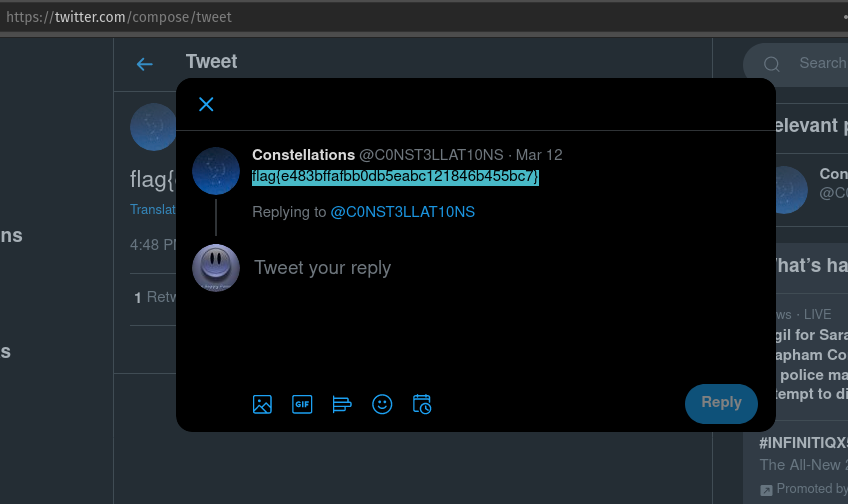 https://twitter.com/compose/tweet
Tweet
Search
Constellations @C0NST3LLAT10NS · Mar 12
elevant p
flag{e483bffafbb0db5eabc121846b455bc7}
flag{
Con
@C0
Translat
Replying to @C0NST3LLAT10NS
ns
4:48 PM
Tweet your reply
hat's ha
1 Retw
ws · LIVE
gil for Sara
s
apham Co
police ma
tempt to di
GIF
Reply
#INFINITIQX5
The All-New 2
Promoted by